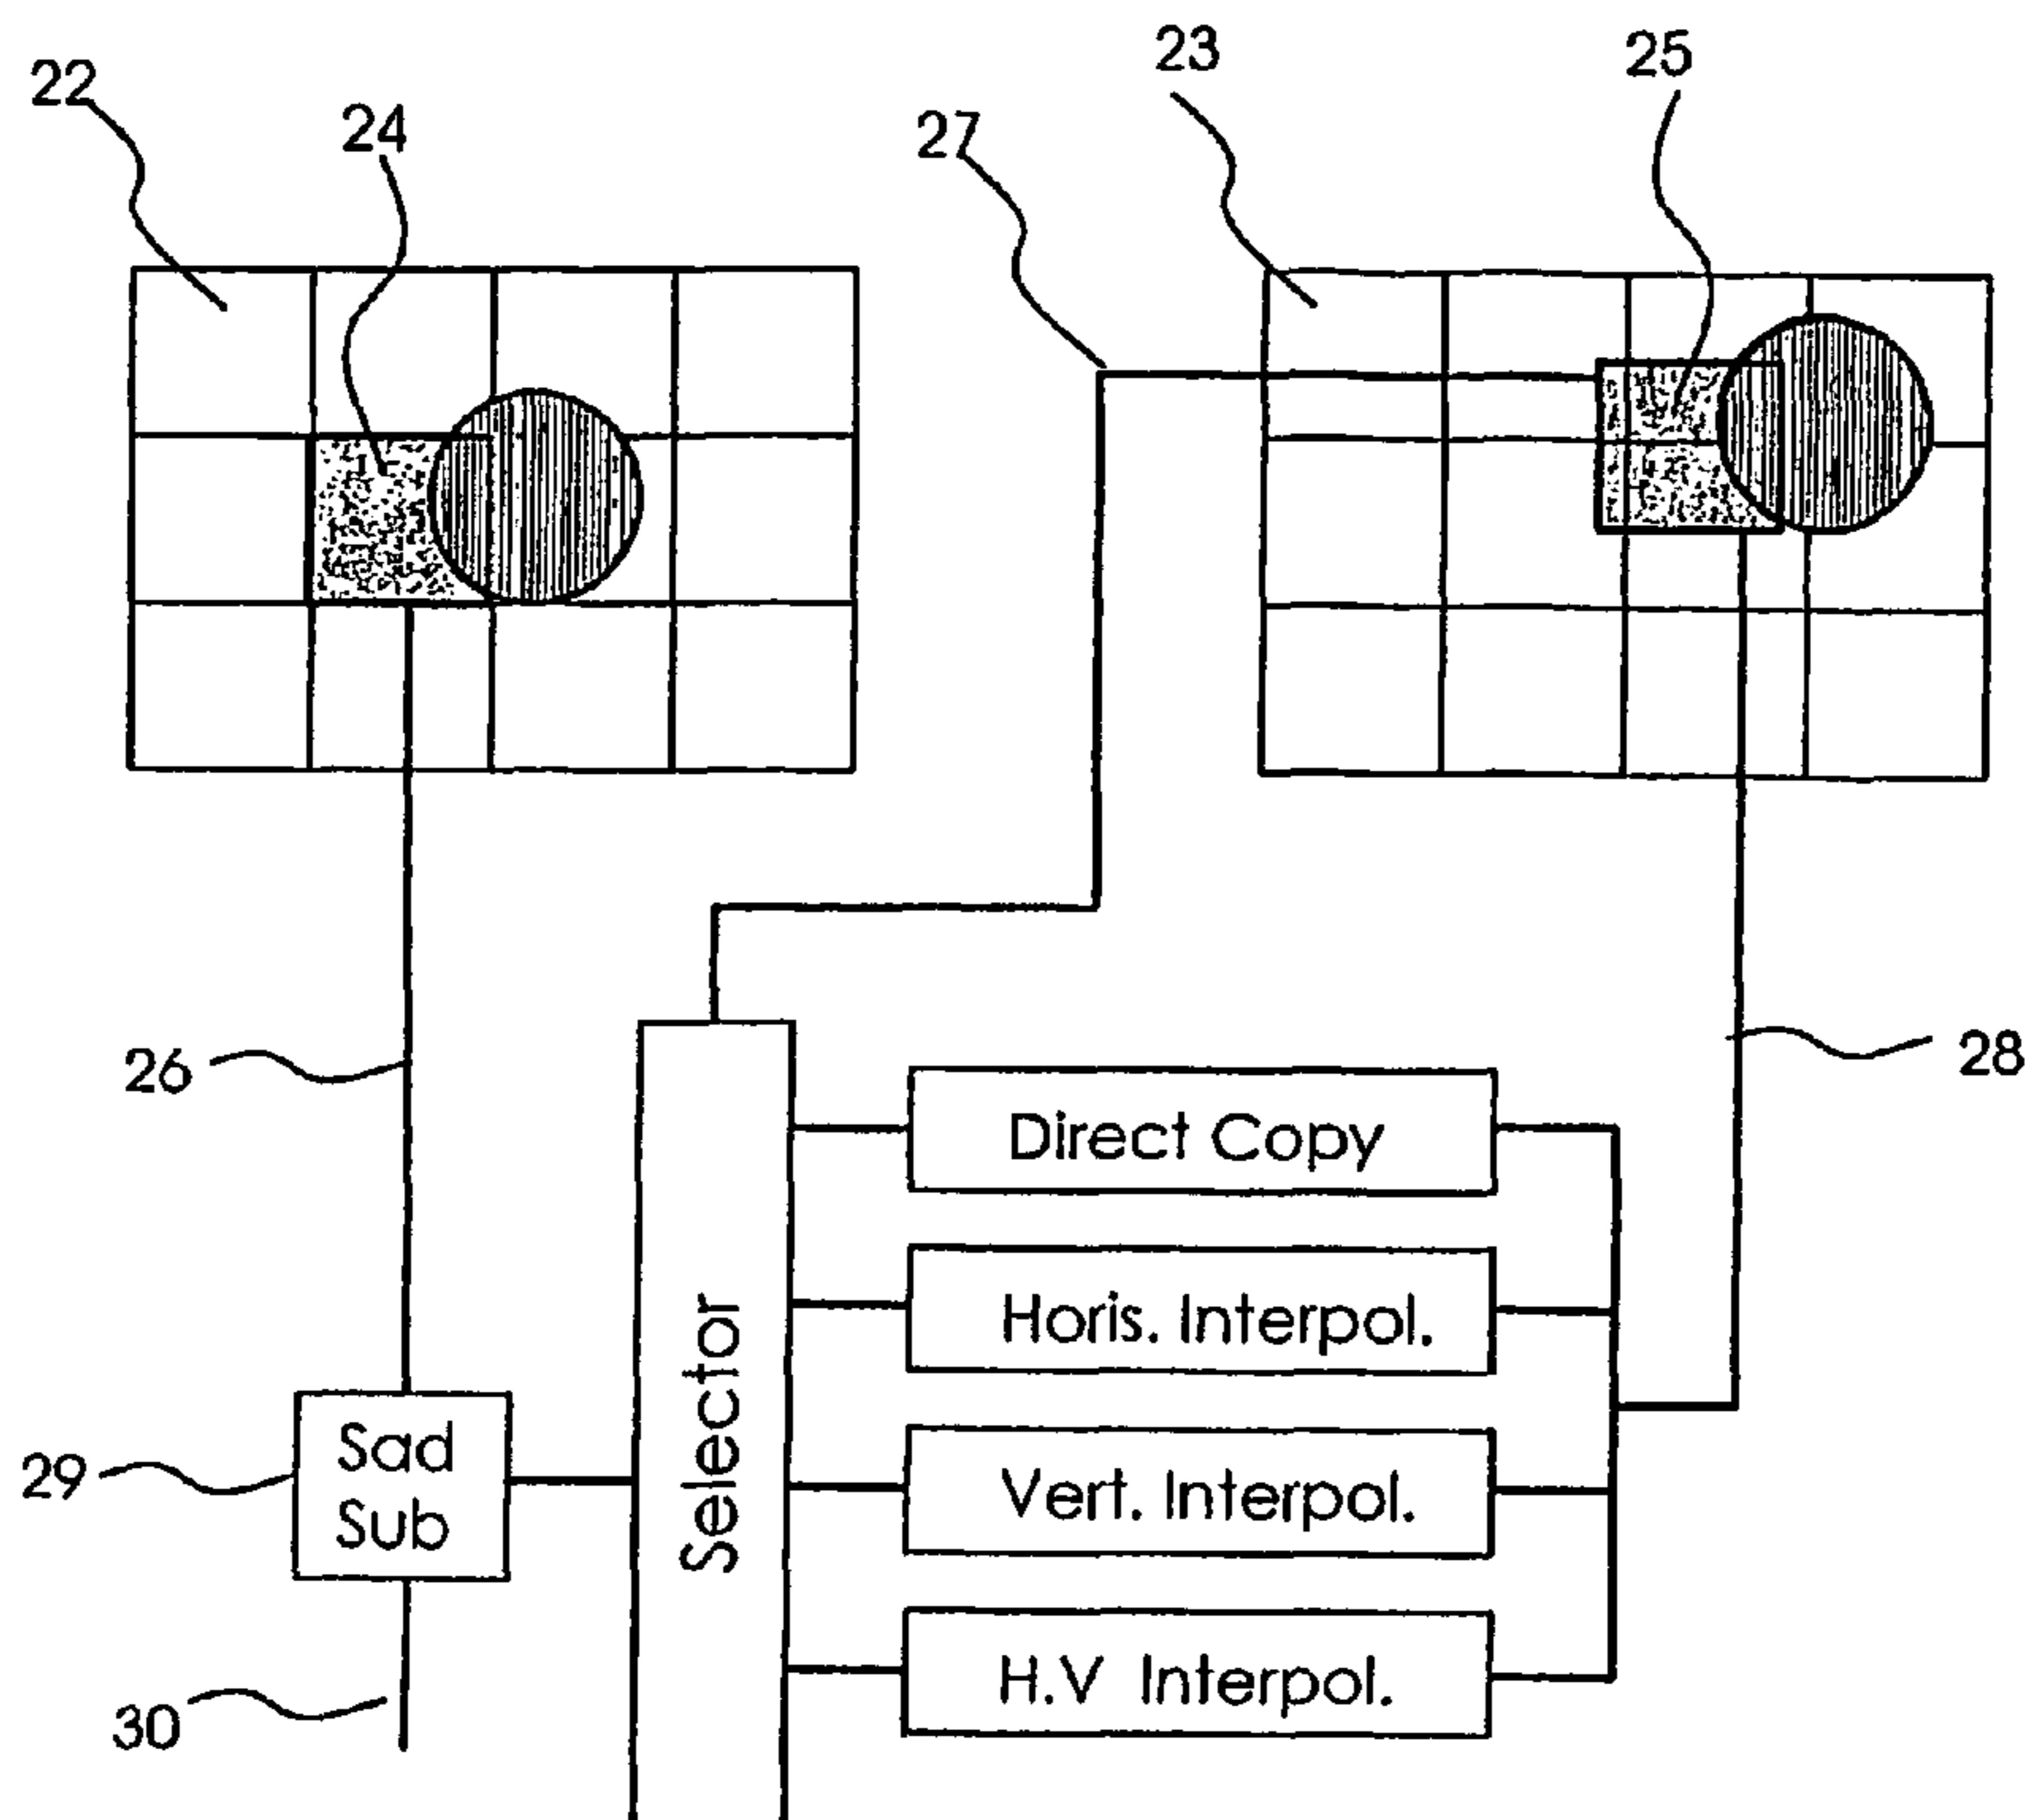 22
24
27
23
25
26
28
Direct Copy
Horis. Interpol.
Selector
Vert. Interpol.
H.V Interpol.
29
Sad
Sub
30